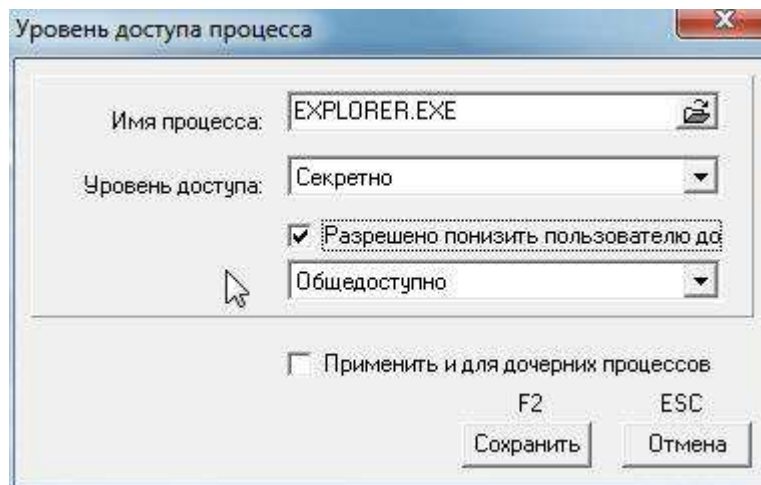 Уровень доступа процесса
Имя процесса: EXPLORER.EXE
Уровень доступа: Секретно
Разрешено понизить пользователю до
Общедоступно
Применить и для дочерних процессов
F2 ESC
Сохранить Отмена